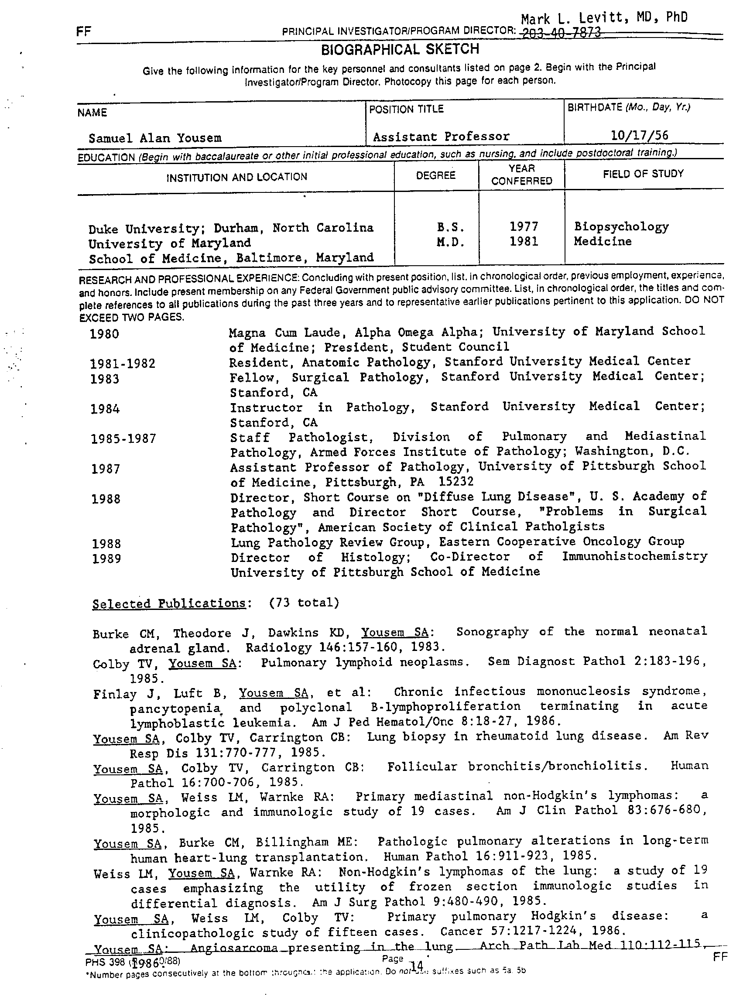 Mark L. Levitt, MD, PhD
FF PRINCIPAL INVESTIGATOR/PROGRAM DIRECTOR: 203-40-7873
BIOGRAPHICAL SKETCH
Give the following information for the key personnel and consultants listed on page 2. Begin with the Principal
Investigator/Program Director. Photocopy this page for each person.
NAME POSITION TITLE BIRTHDATE (Mo., Day, Yr.)
Samuel Alan Yousem Assistant Professor 10/17/56
EDUCATION (Begin with baccalaureate or other initial professional education, such as nursing, and include postdoctoral training.)
INSTITUTION AND LOCATION DEGREE YEAR CONFERRED FIELD OF STUDY
Duke University; Durham, North Carolina B.S. 1977 Biopsychology
University of Maryland M.D. 1981 Medicine
School of Medicine, Baltimore, Maryland
RESEARCH AND PROFESSIONAL EXPERIENCE: Concluding with present position, list, in chronological order, previous employment, experience,
and honors. Include present membership on any Federal Government public advisory committee. List, in chronological order, the titles and com-
plete references to all publications during the past three years and to representative earlier publications pertinent to this application. DO NOT
EXCEED TWO PAGES.
1980 Magna Cum Laude, Alpha Omega Alpha; University of Maryland School
of Medicine; President, Student Council
1981-1982 Resident, Anatomic Pathology, Stanford University Medical Center
1983 Fellow, Surgical Pathology, Stanford University Medical Center;
Stanford, CA
1984 Instructor in Pathology, Stanford University Medical Center;
Stanford, CA
1985-1987 Staff Pathologist, Division of Pulmonary and Mediastinal
Pathology, Armed Forces Institute of Pathology; Washington, D.C.
1987 Assistant Professor of Pathology, University of Pittsburgh School
of Medicine, Pittsburgh, PA 15232
1988 Director, Short Course on "Diffuse Lung Disease", U. S. Academy of
Pathology and Director Short Course, "Problems in Surgical
Pathology", American Society of Clinical Patholgists
1988 Lung Pathology Review Group, Eastern Cooperative Oncology Group
1989 Director of Histology; Co-Director of Immunohistochemistry
University of Pittsburgh School of Medicine
Selected Publications: (73 total)
Burke CM, Theodore J, Dawkins KD, Yousem SA: Sonography of the normal neonatal
adrenal gland. Radiology 146:157-160, 1983.
Colby TV, Yousem SA: Pulmonary lymphoid neoplasms. Sem Diagnost Pathol 2:183-196,
1985.
Finlay J, Luft B, Yousem SA, et al: Chronic infectious mononucleosis syndrome,
pancytopenia, and polyclonal B-lymphoproliferation terminating in acute
lymphoblastic leukemia. Am J Ped Hematol/Onc 8:18-27, 1986.
Yousem SA, Colby TV, Carrington CB: Lung biopsy in rheumatoid lung disease. Am Rev
Resp Dis 131:770-777, 1985.
Yousem SA, Colby TV, Carrington CB: Follicular bronchitis/bronchiolitis. Human
Pathol 16:700-706, 1985.
Yousem SA, Weiss LM, Warnke RA: Primary mediastinal non-Hodgkin's lymphomas: a
morphologic and immunologic study of 19 cases. Am J Clin Pathol 83:676-680,
1985.
Yousem SA, Burke CM, Billingham ME: Pathologic pulmonary alterations in long-term
human heart-lung transplantation. Human Pathol 16:911-923, 1985.
Weiss LM, Yousem SA, Warnke RA: Non-Hodgkin's lymphomas of the lung: a study of 19
cases emphasizing the utility of frozen section immunologic studies in
differential diagnosis. Am J Surg Pathol 9:480-490, 1985.
Yousem SA, Weiss LM, Colby TV: Primary pulmonary Hodgkin's disease: a
clinicopathologic study of fifteen cases. Cancer 57:1217-1224, 1986.
Yousem SA: Angiosarcoma presenting in the lung. Arch Path Lab Med 110:112-115,
PHS 398 Page 14 FF
*Number pages consecutively at the bottom throughout the application. Do not use suffixes such as 5a, 5b